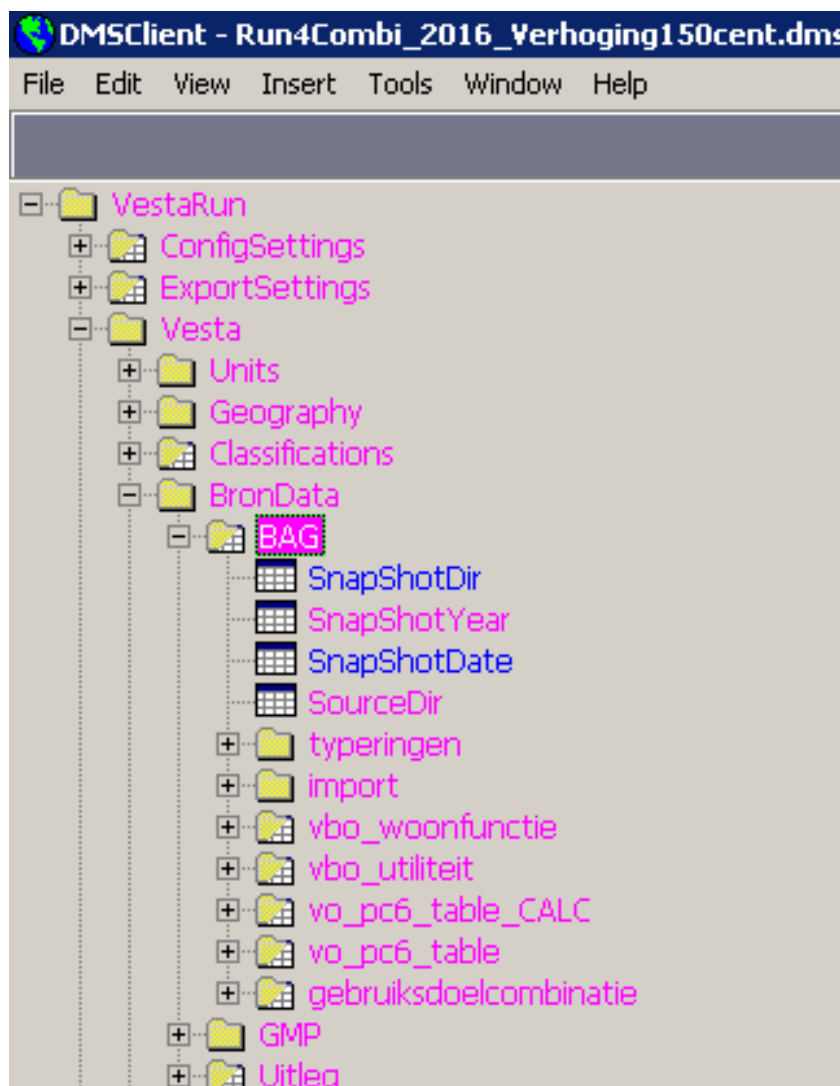 DMSClient - Run4Combi_2016_Verhoging150cent.dms
File Edit View Insert Tools Window Help
VestaRun
ConfigSettings
ExportSettings
Vesta
Units
Geography
Classifications
BronData
BAG
SnapShotDir
SnapShotYear
SnapShotDate
SourceDir
typeringen
import
vbo_woonfunctie
vbo_utiliteit
vo_pc6_table_CALC
vo_pc6_table
gebruiksdoelcombinatie
GMP
Uitleg